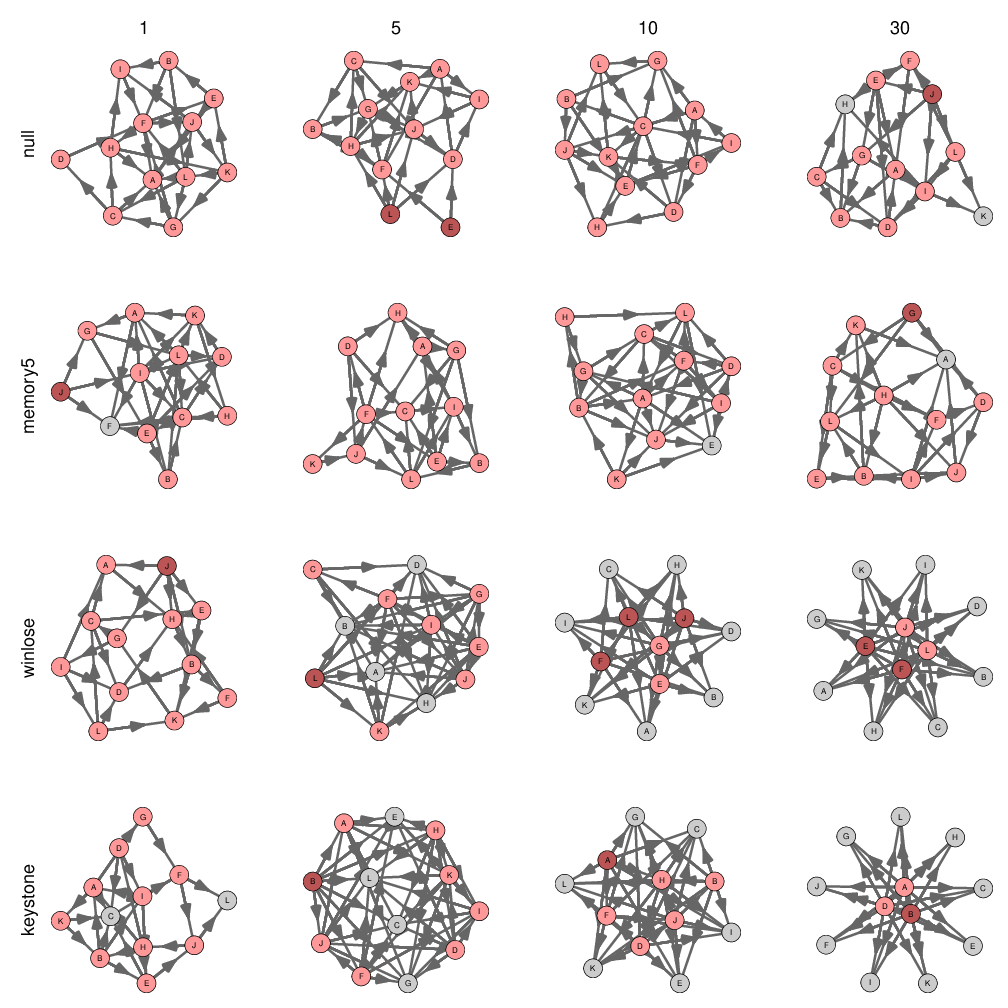 1 5 10 30
null
I B E F J D H A L K C G
C A K I G B J H D F L E
L G B A C I J K F E D H
F E J H G L C A I B D K
memory5
A K G L D I J F C H E B
H D A G F C I K J E B L
H L C F G D A B I J E K
G K A C H D L F E B I J
winlose
A J E C H G I B D F K L
D C F G B I E L A J H K
C H L J I D G F E K B A
K I D G J E L F B A C H
keystone
G D F A I L C K H J B E
E A H L K B I C J D F G
G C A H B L F J I D K E
L G H A J C D B F E I K